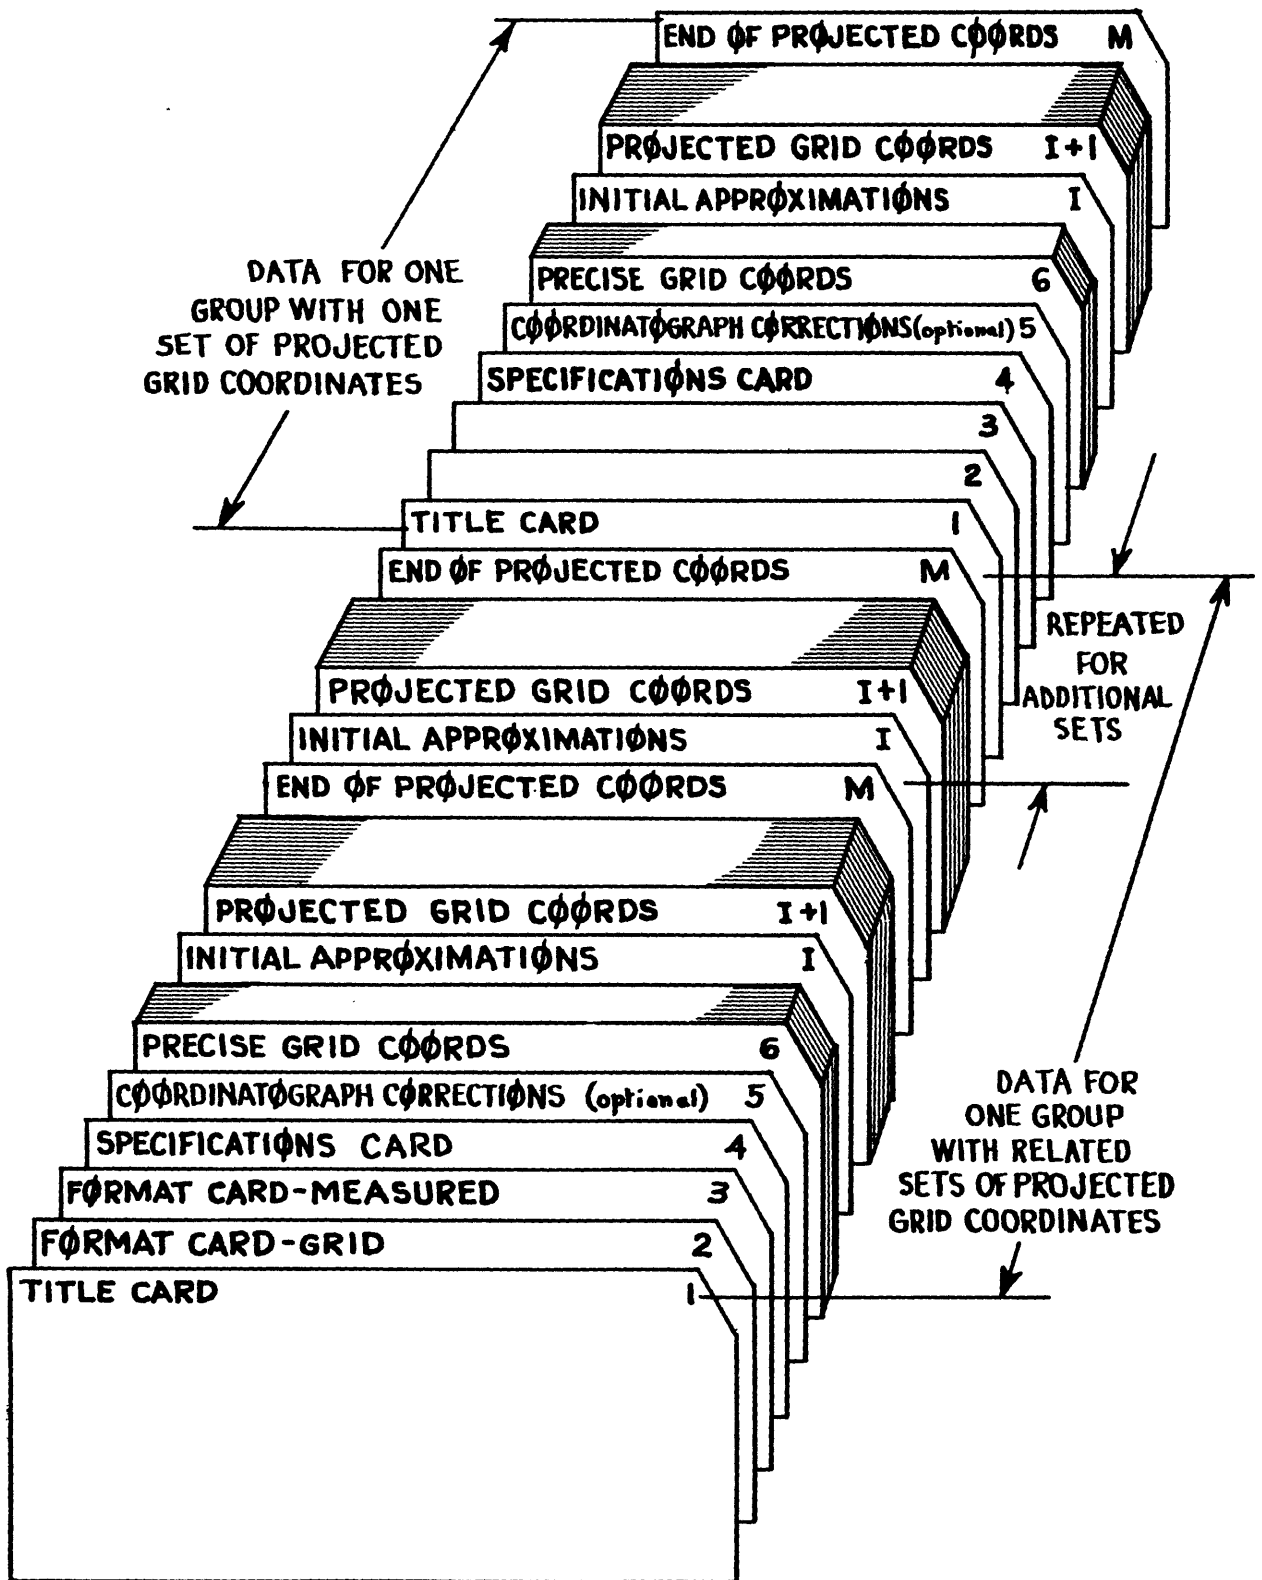 END ØF PRØJECTED CØØRDS M
PRØJECTED GRID CØØRDS I+1
INITIAL APPRØXIMATIØNS I
PRECISE GRID CØØRDS 6
CØØRDINATØGRAPH CØRRECTIØNS (optional) 5
SPECIFICATIØNS CARD 4
3
2
TITLE CARD 1
DATA FOR ONE
GROUP WITH ONE
SET OF PROJECTED
GRID COORDINATES
END ØF PRØJECTED CØØRDS M
PRØJECTED GRID CØØRDS I+1
INITIAL APPRØXIMATIØNS I
REPEATED
FOR
ADDITIONAL
SETS
END ØF PRØJECTED CØØRDS M
PRØJECTED GRID CØØRDS I+1
INITIAL APPRØXIMATIØNS I
PRECISE GRID CØØRDS 6
CØØRDINATØGRAPH CØRRECTIØNS (optional) 5
SPECIFICATIØNS CARD 4
FØRMAT CARD-MEASURED 3
FØRMAT CARD-GRID 2
TITLE CARD 1
DATA FOR
ONE GROUP
WITH RELATED
SETS OF PROJECTED
GRID COORDINATES